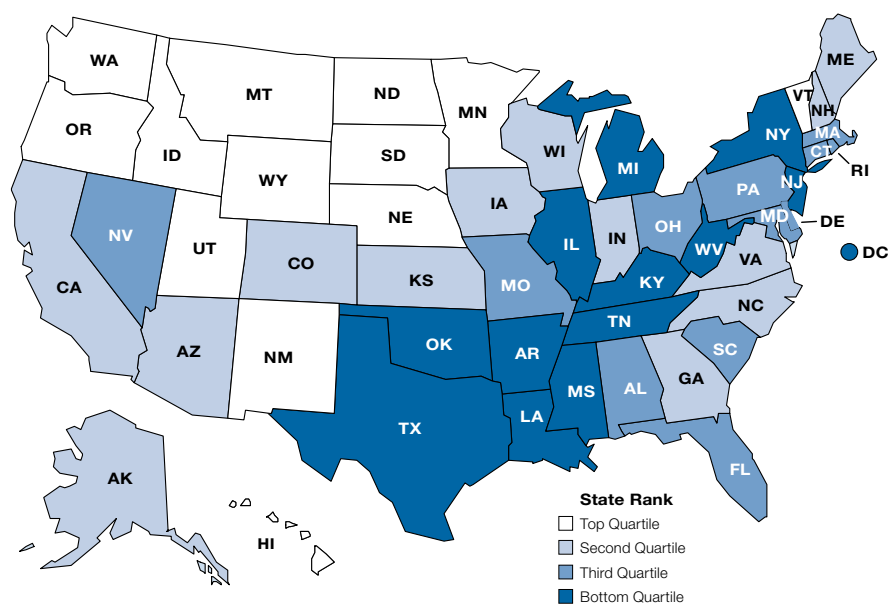 ME
WA
VT
NH
MT
ND
MN
OR
MA
NY
ID
WI
CT
SD
MI
RI
WY
PA
NJ
IA
NE
MD
DE
NV
OH
IN
IL
UT
WV
DC
CO
VA
CA
KS
KY
MO
NC
TN
OK
AZ
AR
SC
NM
GA
AL
MS
LA
TX
FL
AK
HI
State Rank
Top Quartile
Second Quartile
Third Quartile
Bottom Quartile